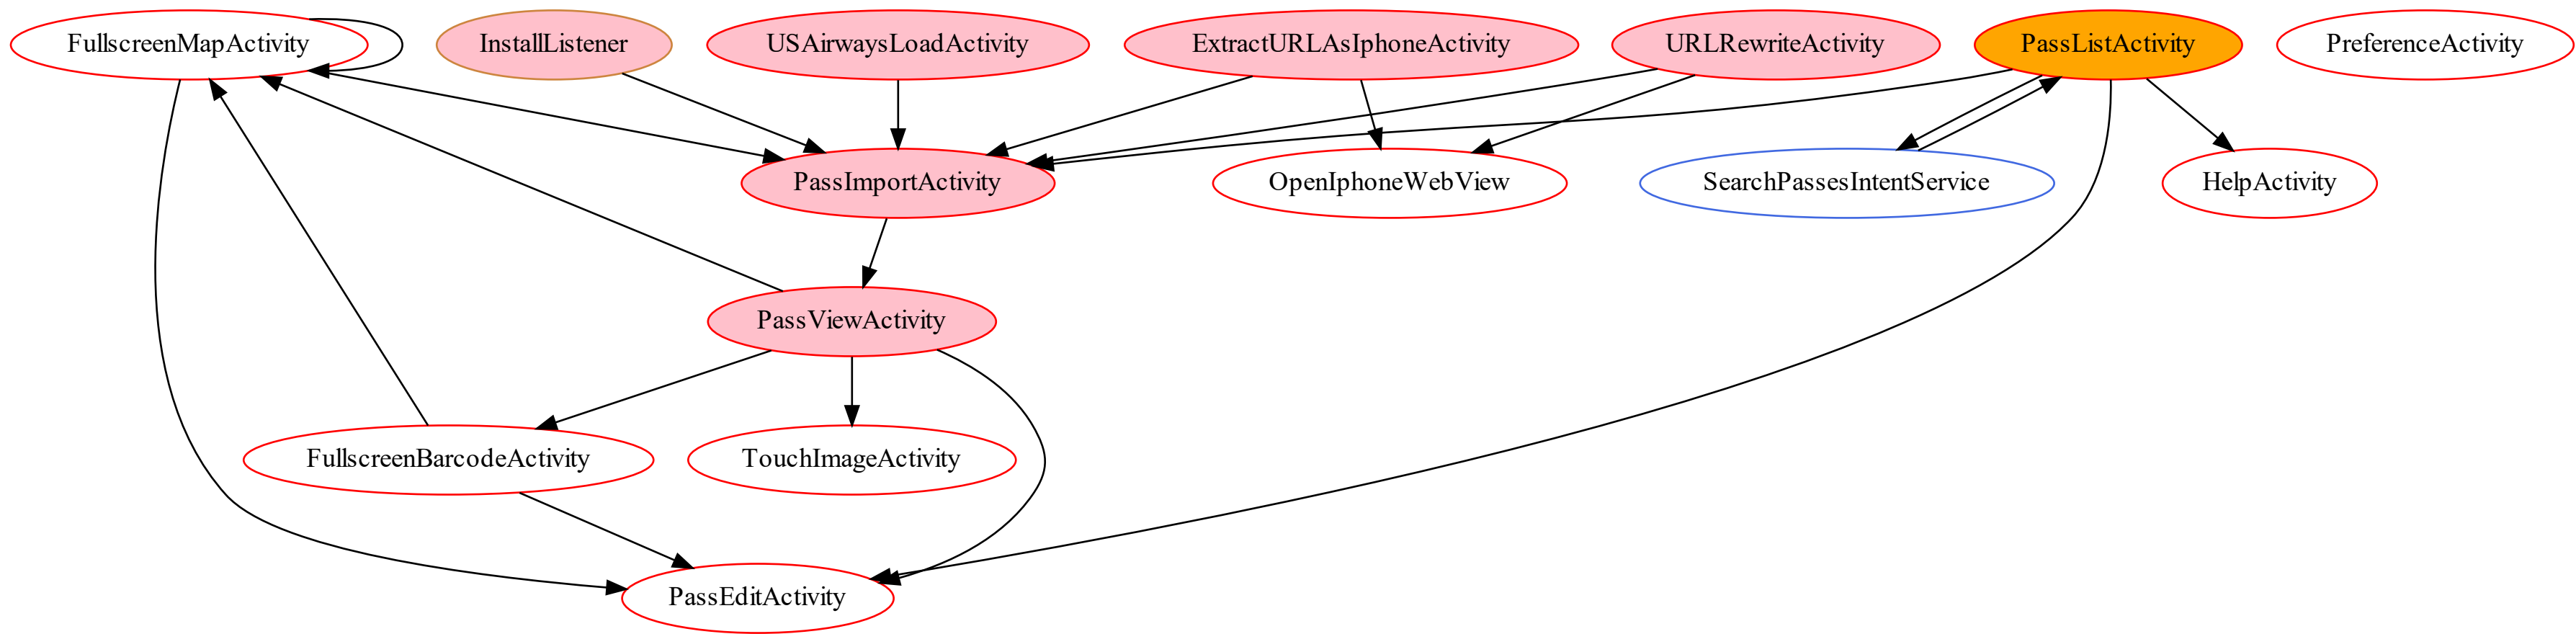 FullscreenMapActivity
InstallListener
USAirwaysLoadActivity
ExtractURLAsIphoneActivity
URLRewriteActivity
PassListActivity
PreferenceActivity
PassImportActivity
OpenIphoneWebView
SearchPassesIntentService
HelpActivity
PassViewActivity
FullscreenBarcodeActivity
TouchImageActivity
PassEditActivity